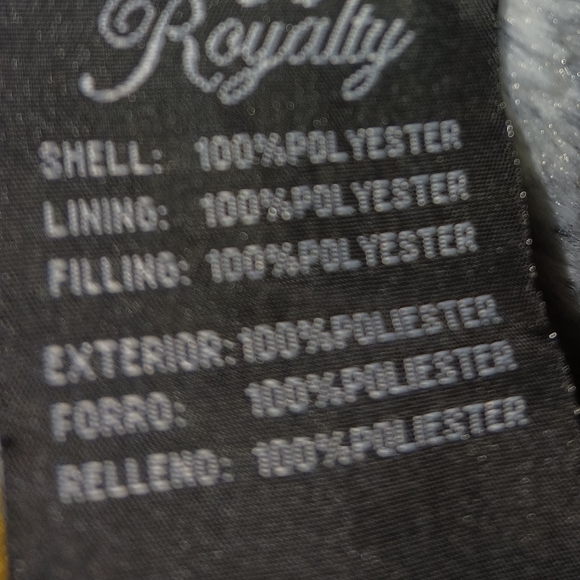 Royalty
SHELL: 100%POLYESTER
LINING: 100%POLYESTER
FILLING: 100%POLYESTER
EXTERIOR:100%POLIESTER
FORRO: 100%POLIESTER
RELLENO: 100%POLIESTER